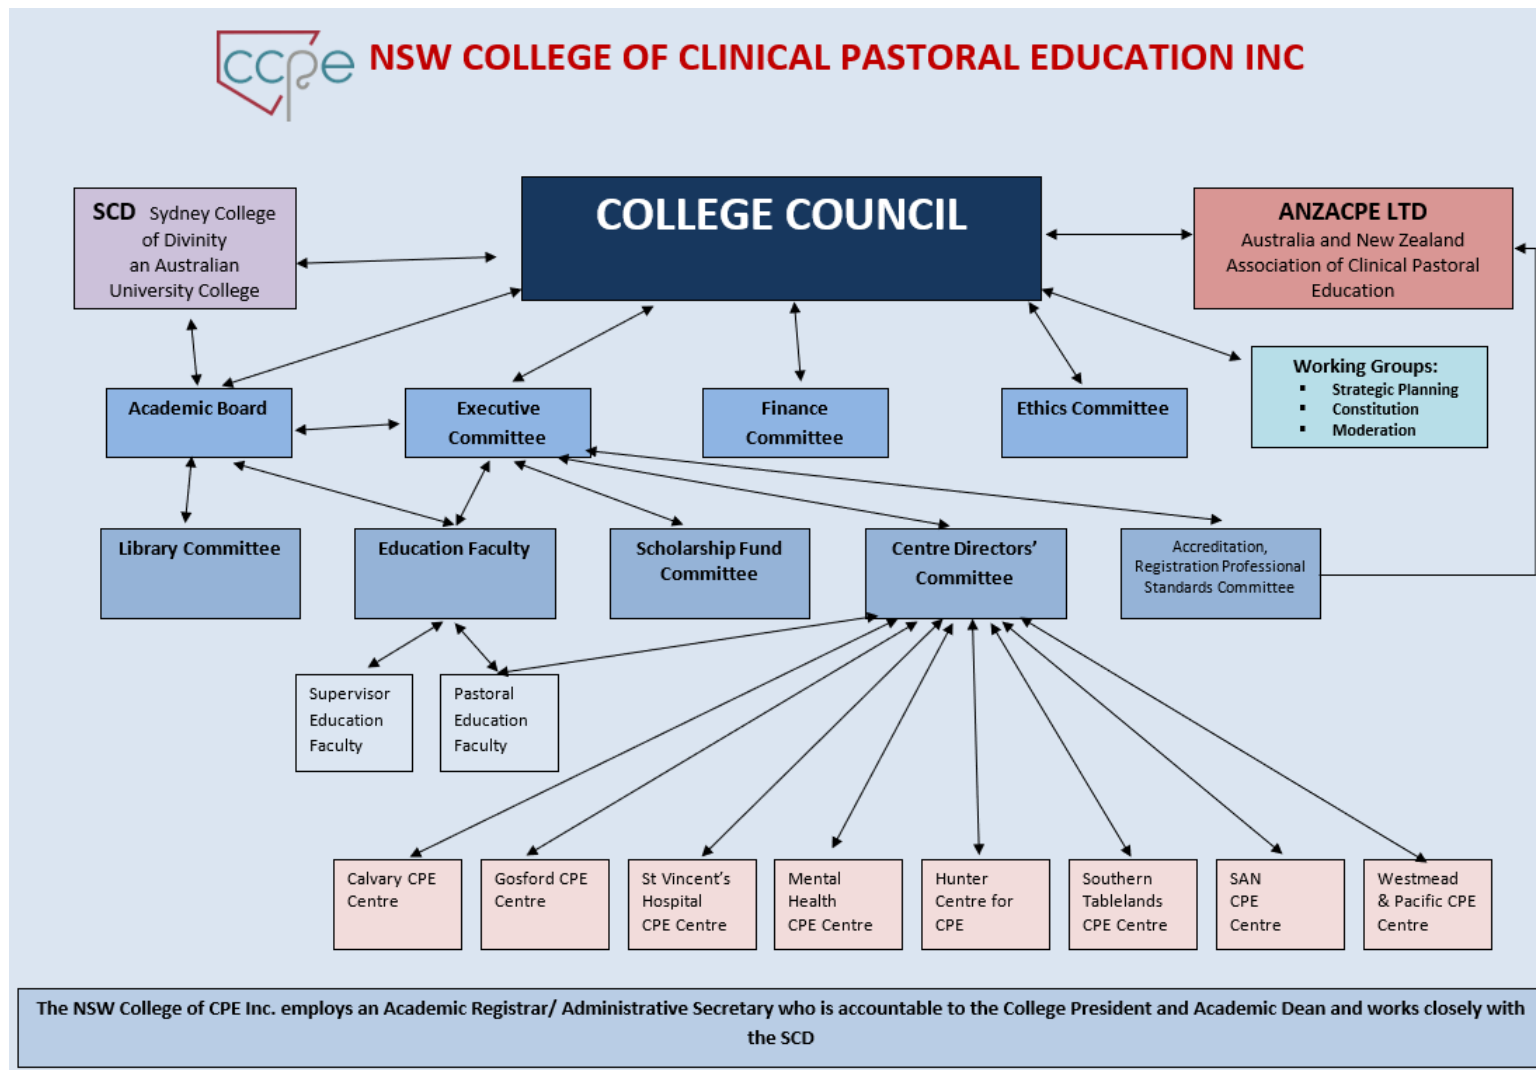 ccpe NSW COLLEGE OF CLINICAL PASTORAL EDUCATION INC
SCD Sydney College
of Divinity
an Australian
University College
COLLEGE COUNCIL
ANZACPE LTD
Australia and New Zealand
Association of Clinical Pastoral
Education
Working Groups:
▪ Strategic Planning
▪ Constitution
▪ Moderation
Academic Board
Executive
Committee
Finance
Committee
Ethics Committee
Library Committee
Education Faculty
Scholarship Fund
Committee
Centre Directors’
Committee
Accreditation,
Registration Professional
Standards Committee
Supervisor
Education
Faculty
Pastoral
Education
Faculty
Calvary CPE
Centre
Gosford CPE
Centre
St Vincent’s
Hospital
CPE Centre
Mental
Health
CPE Centre
Hunter
Centre for
CPE
Southern
Tablelands
CPE Centre
SAN
CPE
Centre
Westmead
& Pacific CPE
Centre
The NSW College of CPE Inc. employs an Academic Registrar/ Administrative Secretary who is accountable to the College President and Academic Dean and works closely with
the SCD